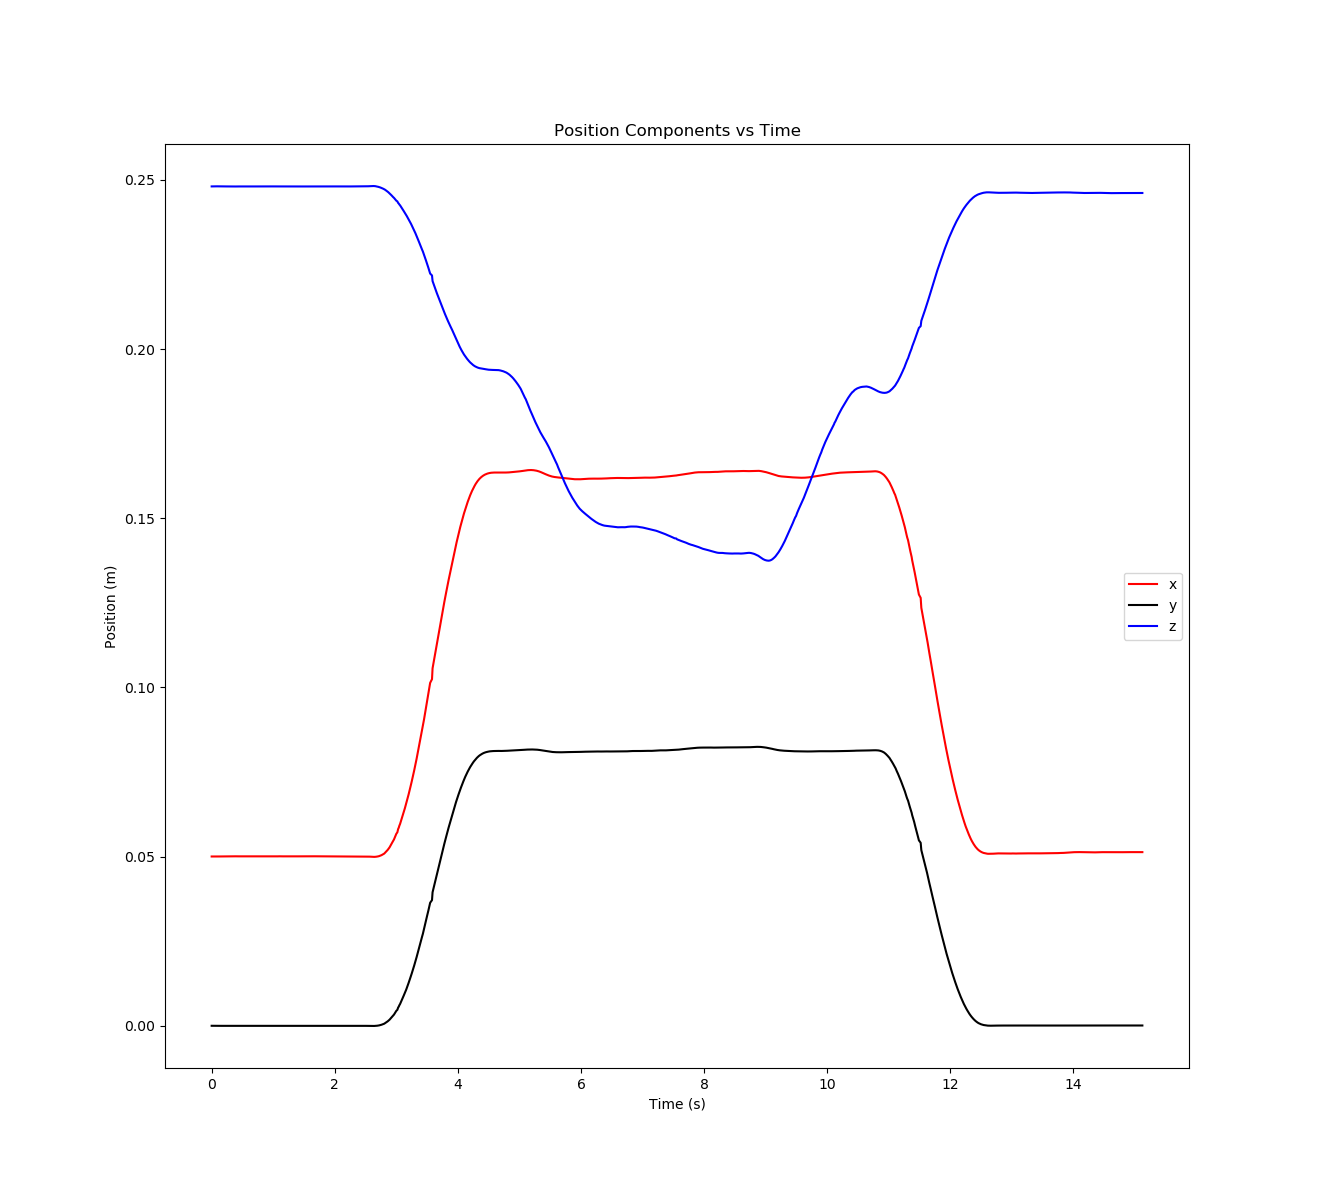 Position Components vs Time
0.25
0.20
0.15
0.10
0.05
0.00
Position (m)
x
y
z
0 2 4 6 8 10 12 14
Time (s)